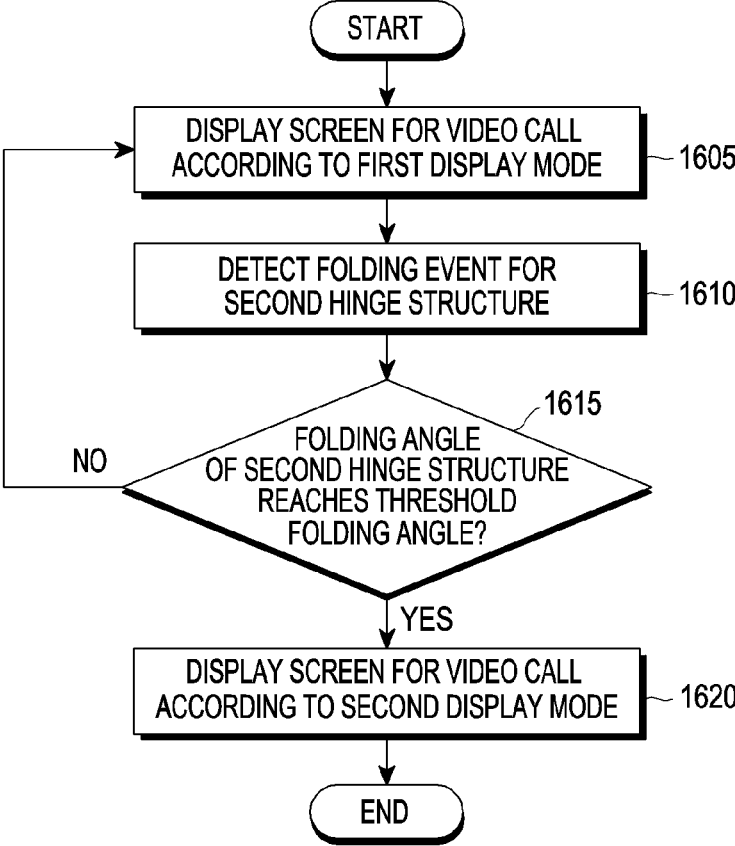 START
DISPLAY SCREEN FOR VIDEO CALL
ACCORDING TO FIRST DISPLAY MODE
1605
DETECT FOLDING EVENT FOR
SECOND HINGE STRUCTURE
1610
1615
FOLDING ANGLE
OF SECOND HINGE STRUCTURE
REACHES THRESHOLD
FOLDING ANGLE?
NO
YES
DISPLAY SCREEN FOR VIDEO CALL
ACCORDING TO SECOND DISPLAY MODE
1620
END